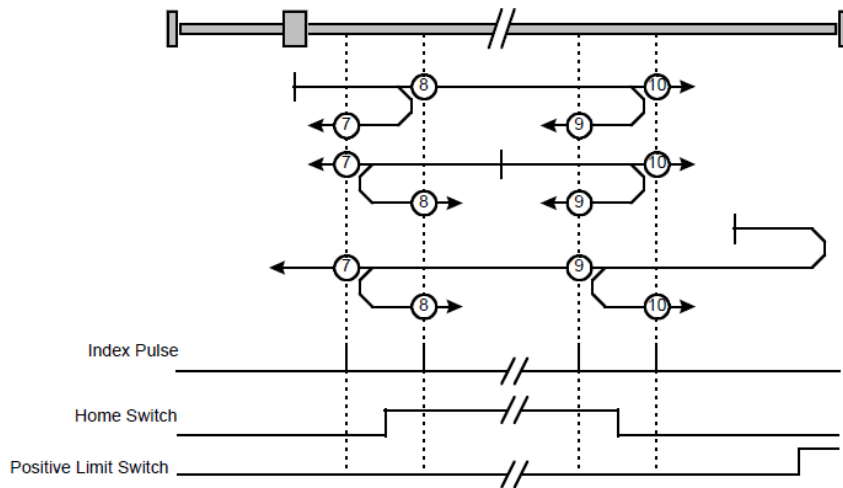 8 10
7 9
7 10
8 9
7 9
8 10
Index Pulse
Home Switch
Positive Limit Switch